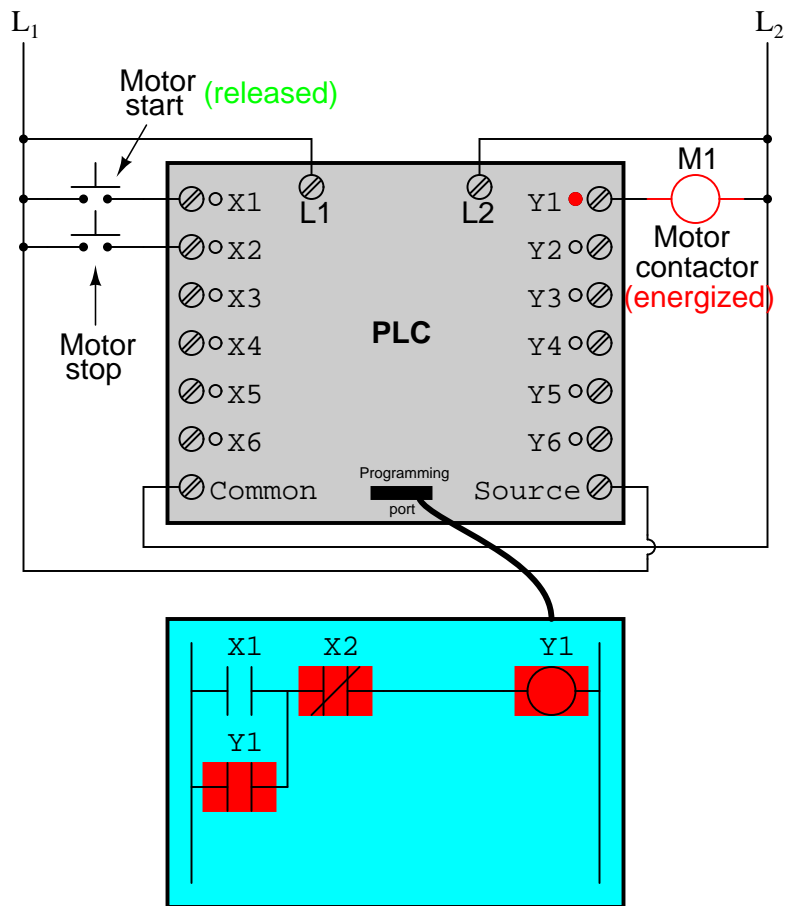 L1
L2
Motor
start
(released)
M1
X1
L1
L2
Y1
X2
Y2
Motor
contactor
(energized)
X3
Y3
Motor
stop
X4
PLC
Y4
X5
Y5
X6
Y6
Common
Programming
port
Source
X1
X2
Y1
Y1